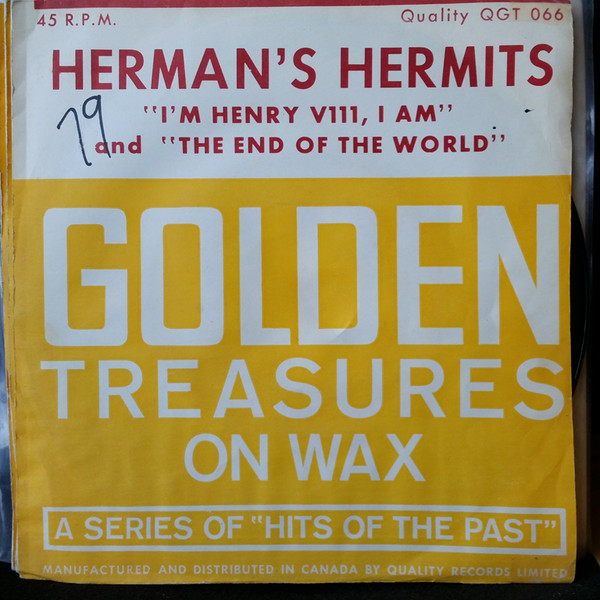 45 R.P.M. Quality QGT 066
HERMAN'S HERMITS
"I'M HENRY V111, I AM"
79
and "THE END OF THE WORLD"
GOLDEN
TREASURES
ON WAX
A SERIES OF "HITS OF THE PAST"
MANUFACTURED AND DISTRIBUTED IN CANADA BY QUALITY RECORDS LIMITED